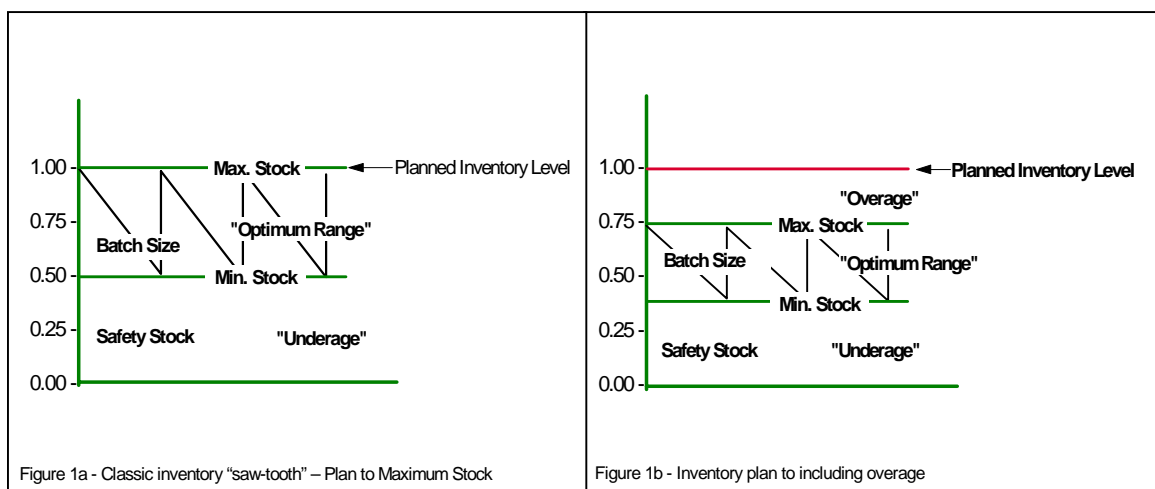 1.00
Max. Stock
Planned Inventory Level
0.75
Batch Size
"Optimum Range"
0.50
Min. Stock
0.25
Safety Stock
"Underage"
0.00
Figure 1a - Classic inventory “saw-tooth” – Plan to Maximum Stock
1.00
Planned Inventory Level
"Overage"
0.75
Max. Stock
Batch Size
"Optimum Range"
0.50
Min. Stock
0.25
Safety Stock
"Underage"
0.00
Figure 1b - Inventory plan to including overage